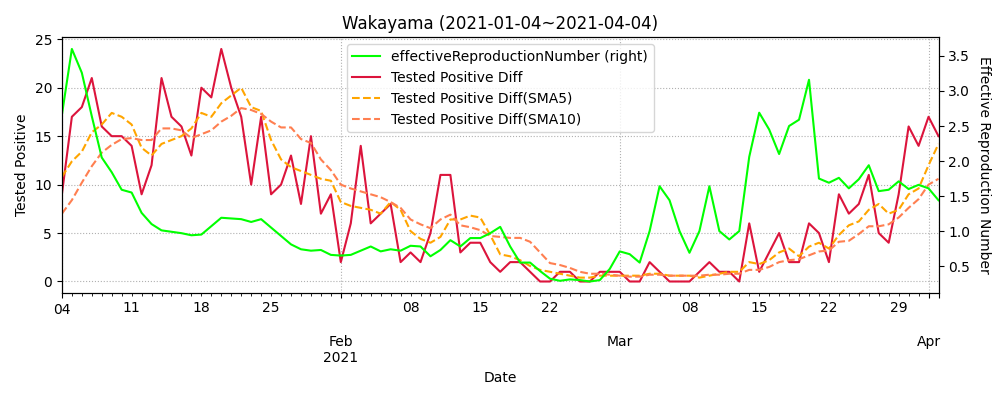 Wakayama (2021-01-04~2021-04-04)
effectiveReproductionNumber (right)
Tested Positive Diff
Tested Positive Diff(SMA5)
Tested Positive Diff(SMA10)
Tested Positive
25
20
15
10
5
0
3.5
3.0
2.5
2.0
1.5
1.0
0.5
Effective Reproduction Number
04 11 18 25 08 15 22 08 15 22 29
Feb Mar Apr
2021
Date